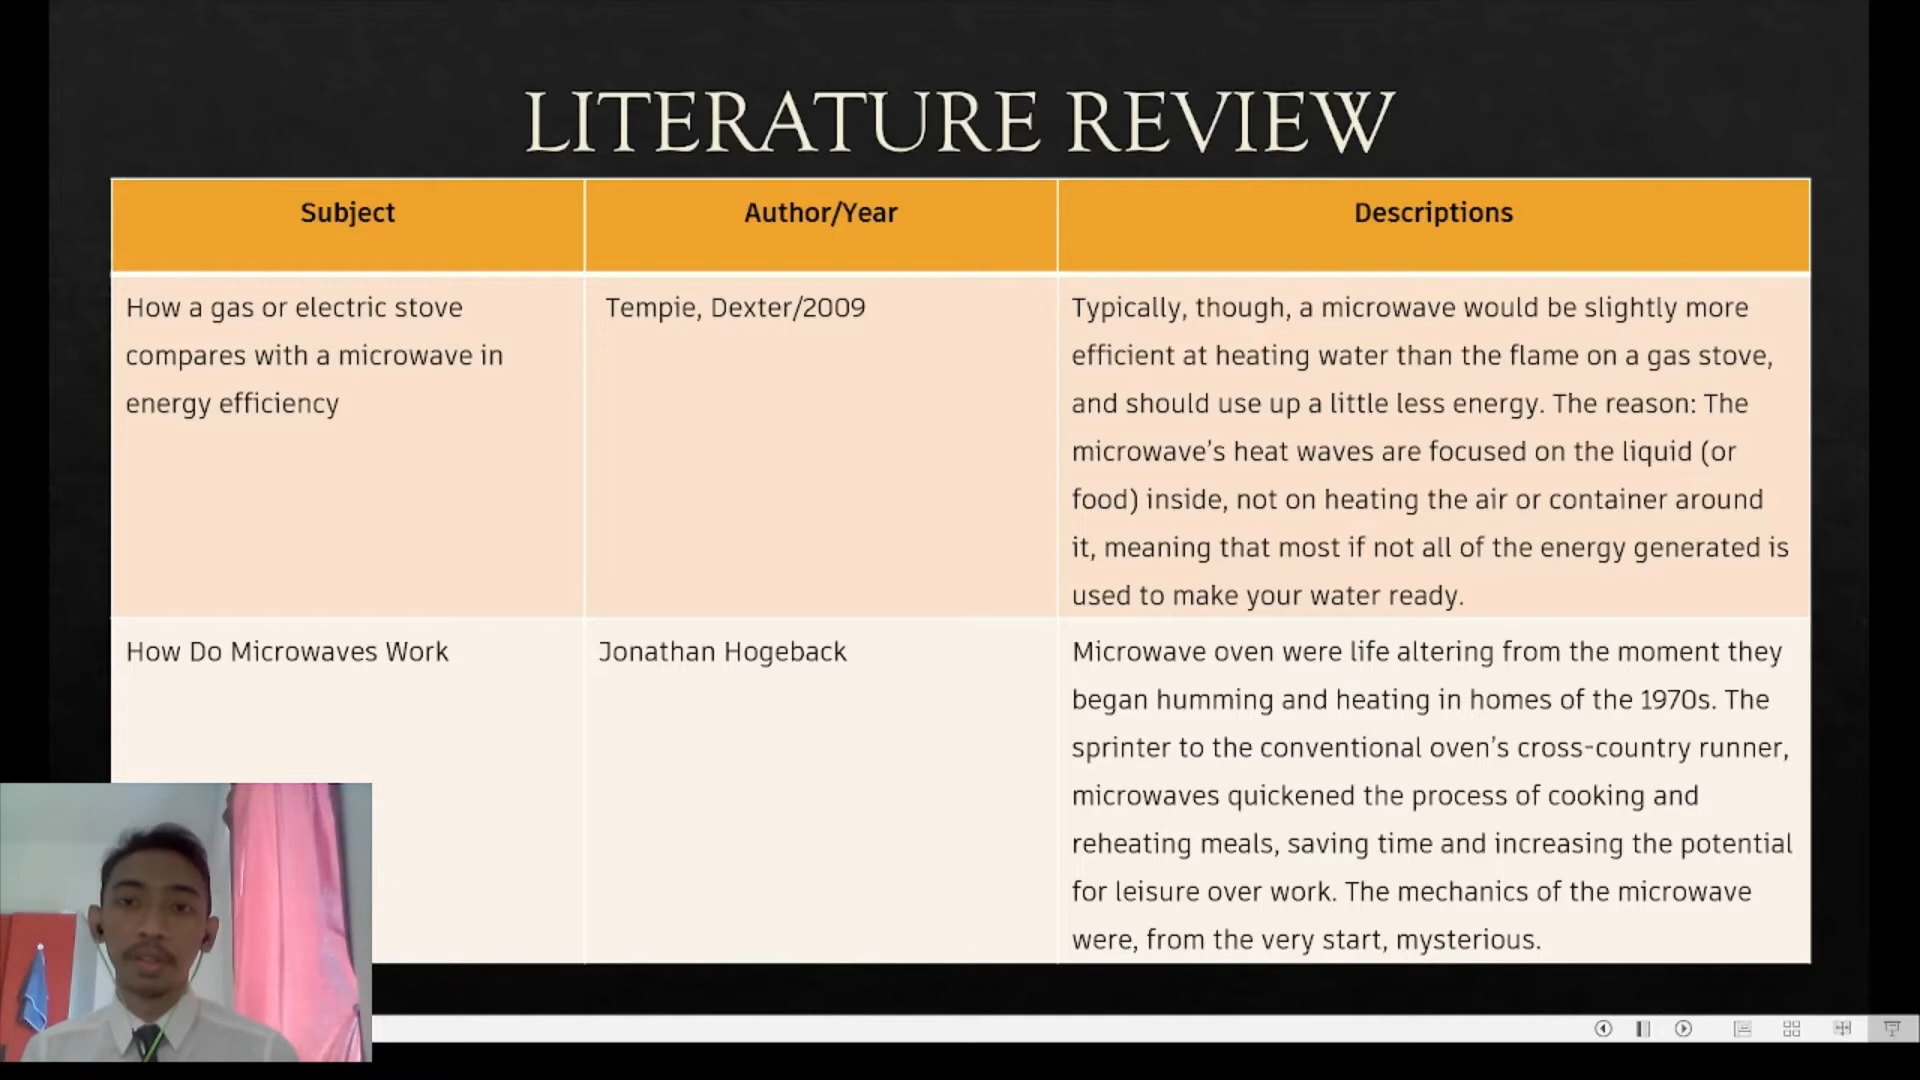 LITERATURE REVIEW
Subject
Author/Year
Descriptions
How a gas or electric stove
compares with a microwave in
energy efficiency
Tempie, Dexter/2009
Typically, though, a microwave would be slightly more
efficient at heating water than the flame on a gas stove,
and should use up a little less energy. The reason: The
microwave's heat waves are focused on the liquid (or
food) inside, not on heating the air or container around
it, meaning that most if not all of the energy generated is
used to make your water ready.
How Do Microwaves Work
Jonathan Hogeback
Microwave oven were life altering from the moment they
began humming and heating in homes of the 1970s. The
sprinter to the conventional oven's cross-country runner,
microwaves quickened the process of cooking and
reheating meals, saving time and increasing the potential
for leisure over work. The mechanics of the microwave
were, from the very start, mysterious.